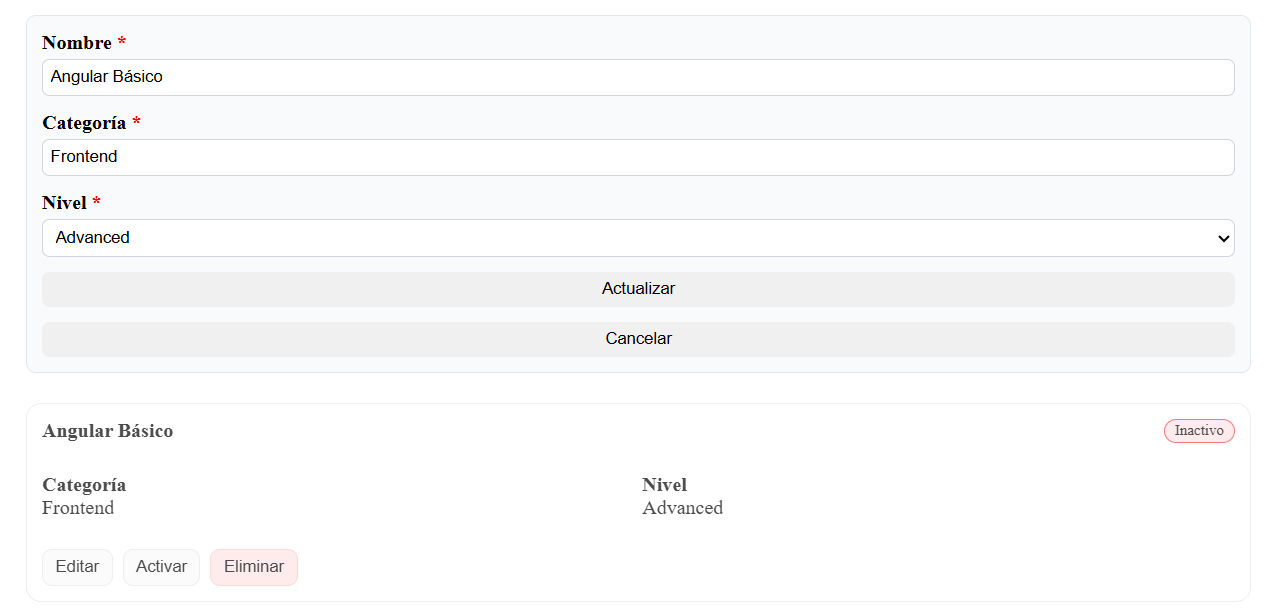 Nombre *
Angular Básico
Categoría *
Frontend
Nivel *
Advanced
Actualizar
Cancelar
Angular Básico
Inactivo
Categoría
Nivel
Frontend
Advanced
Editar
Activar
Eliminar